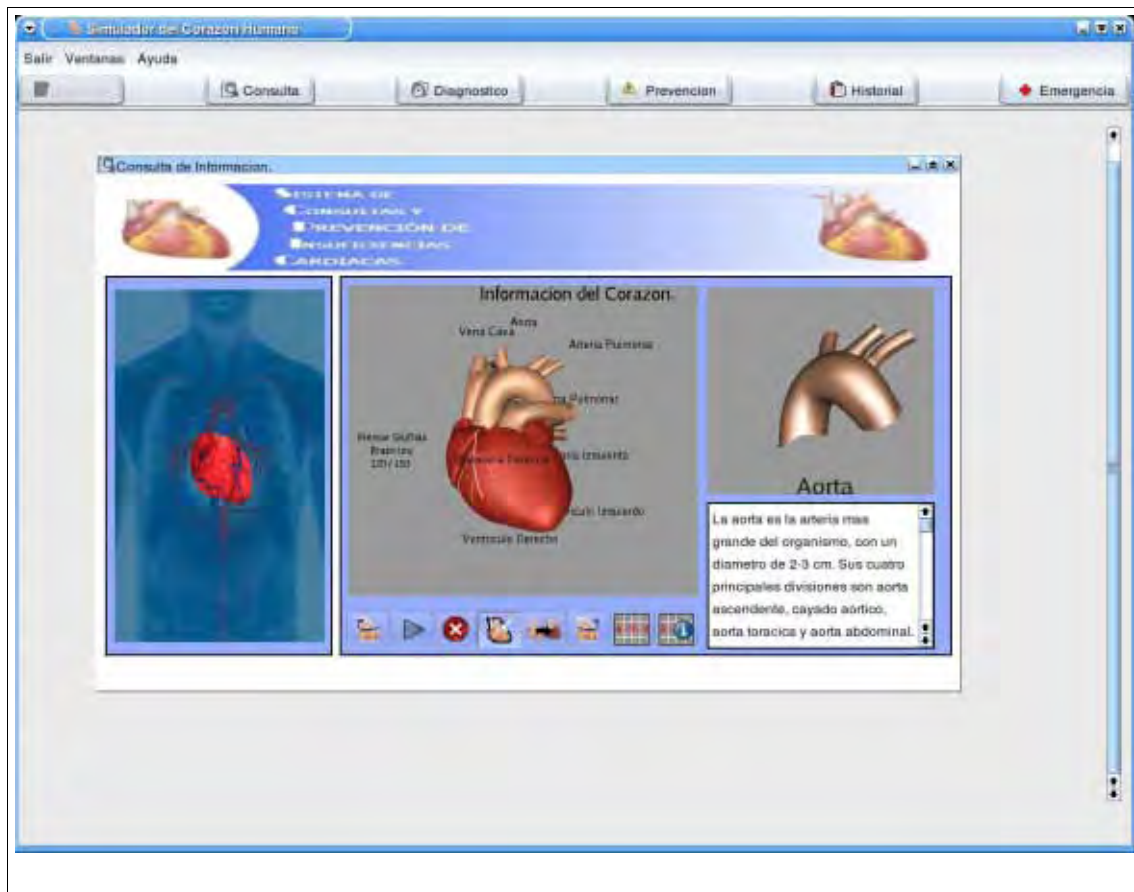 Simulador del Corazon Humano
Salir Ventanas Ayuda
Consulta Diagnostico Prevencion Historial Emergencia
Consulta de Informacion.
SISTEMA DE
CONSULTAS Y
PREVENCIÓN DE
INSUFICIENCIAS
CARDIACAS
Informacion del Corazon.
Aorta
Vena Cava
Arteria Pulmonar
Pulmonar
Izquierdo
Ventriculo Derecho
Aorta
La aorta es la arteria mas
grande del organismo, con un
diametro de 2-3 cm. Sus cuatro
principales divisiones son aorta
ascendente, cayado aortico,
aorta toracica y aorta abdominal.